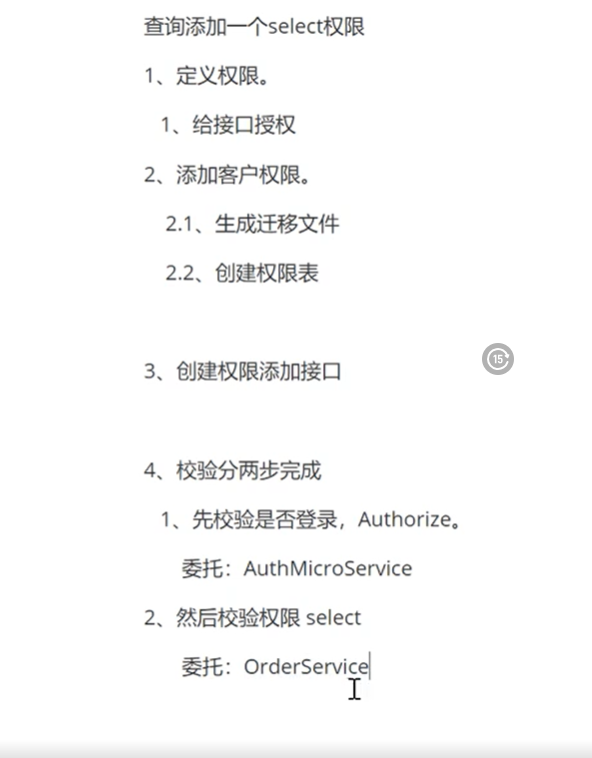 查询添加一个select权限
1、定义权限。
1、给接口授权
2、添加客户权限。
2.1、生成迁移文件
2.2、创建权限表
15
3、创建权限添加接口
4、校验分两步完成
1、先校验是否登录，Authorize。
委托：AuthMicroService
2、然后校验权限 select
委托：OrderService